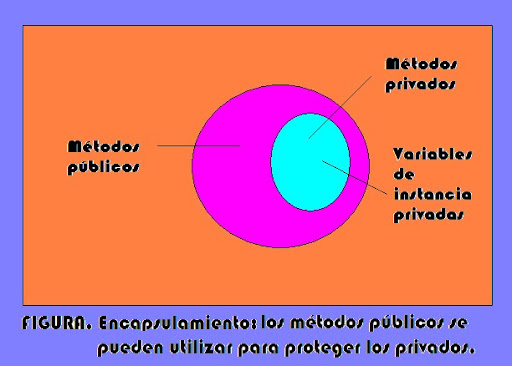 Métodos
privados
Métodos
públicos
Variables
de
instancia
privadas
FIGURA. Encapsulamiento: los métodos públicos se
pueden utilizar para proteger los privados.